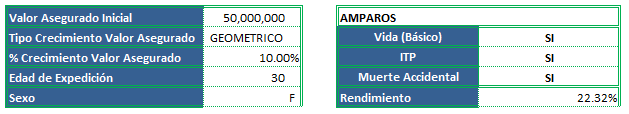 Valor Asegurado Inicial 50,000,000
Tipo Crecimiento Valor Asegurado GEOMETRICO
% Crecimiento Valor Asegurado 10.00%
Edad de Expedición 30
Sexo F
AMPAROS
Vida (Básico) SI
ITP SI
Muerte Accidental SI
Rendimiento 22.32%